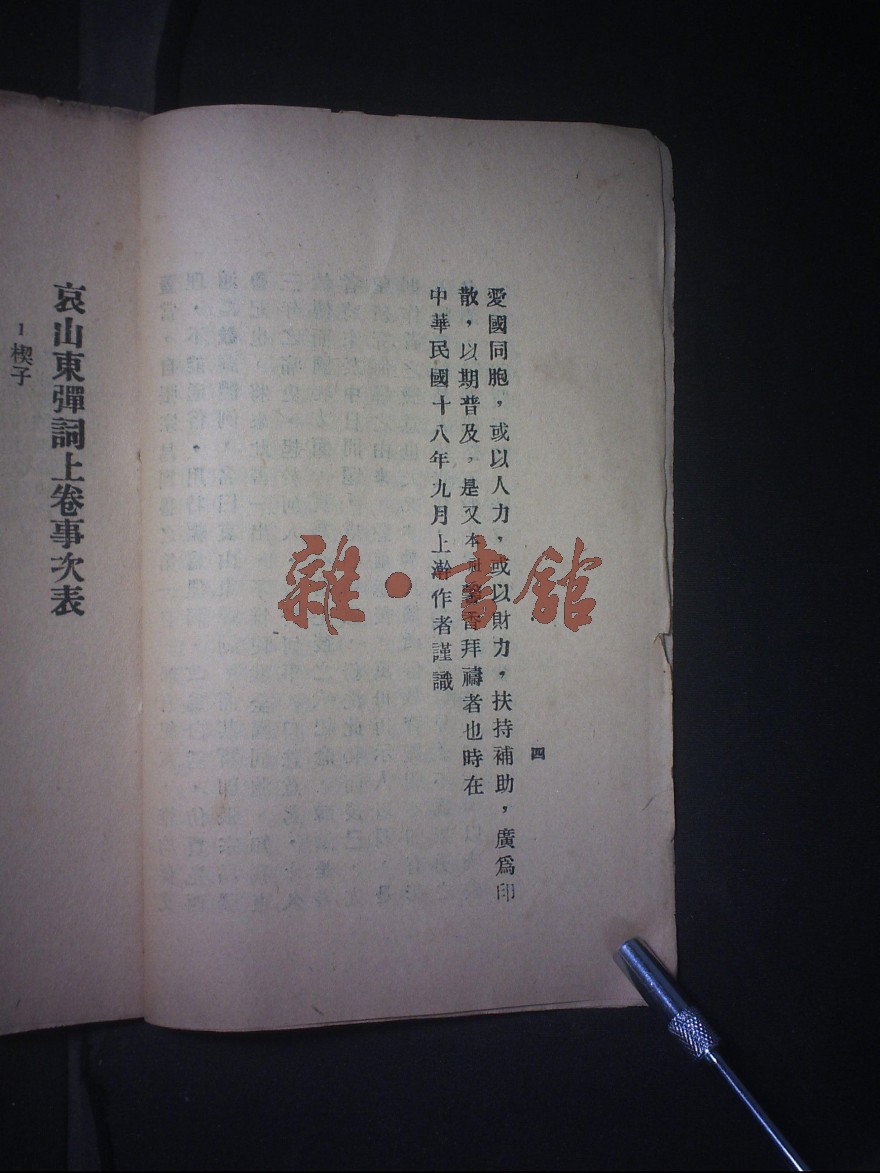 四
愛國同胞，或以人力，或以財力，扶持補助，廣爲印
散，以期普及，是又本社馨香拜禱者也時在
中華民國十八年九月上澣作者謹識
雜·書舘
哀山東彈詞上卷事次表
1 楔子